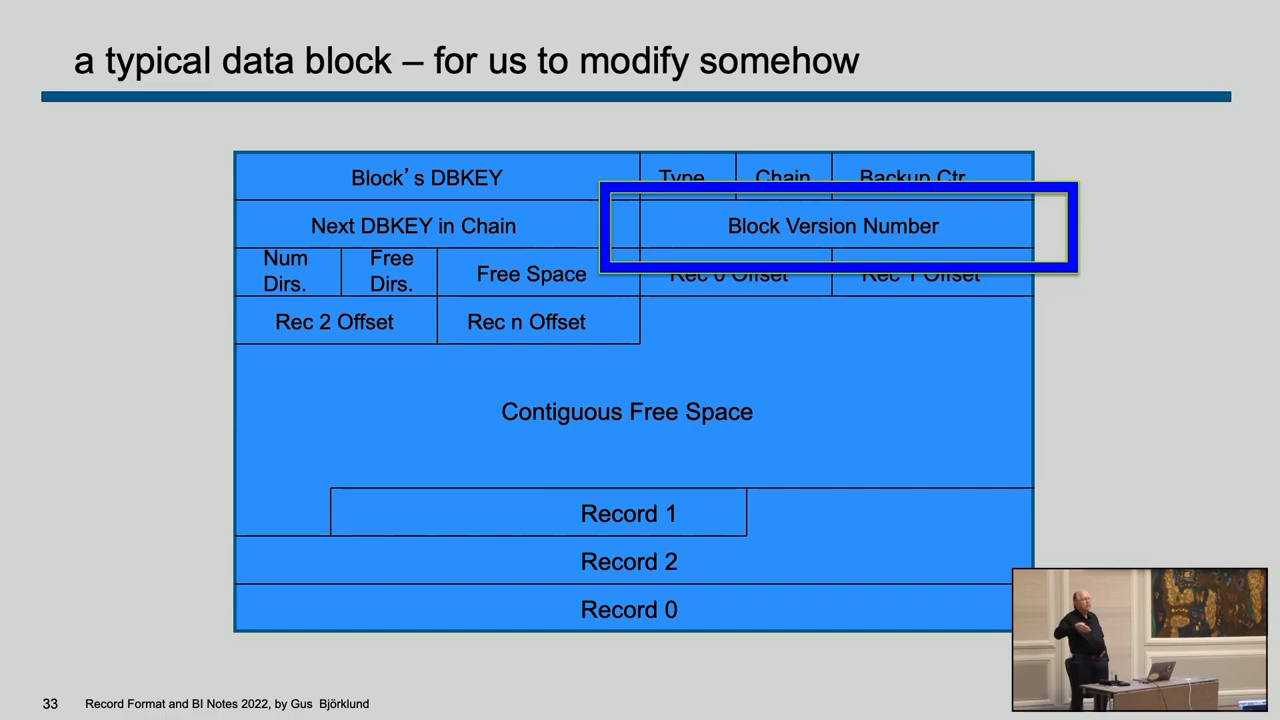 a typical data block – for us to modify somehow
Block’s DBKEY
Type
Chain
Backup Ctr
Next DBKEY in Chain
Block Version Number
Num
Dirs.
Free
Dirs.
Free Space
Rec 0 Offset
Rec 1 Offset
Rec 2 Offset
Rec n Offset
Contiguous Free Space
Record 1
Record 2
Record 0
33
Record Format and BI Notes 2022, by Gus Björklund